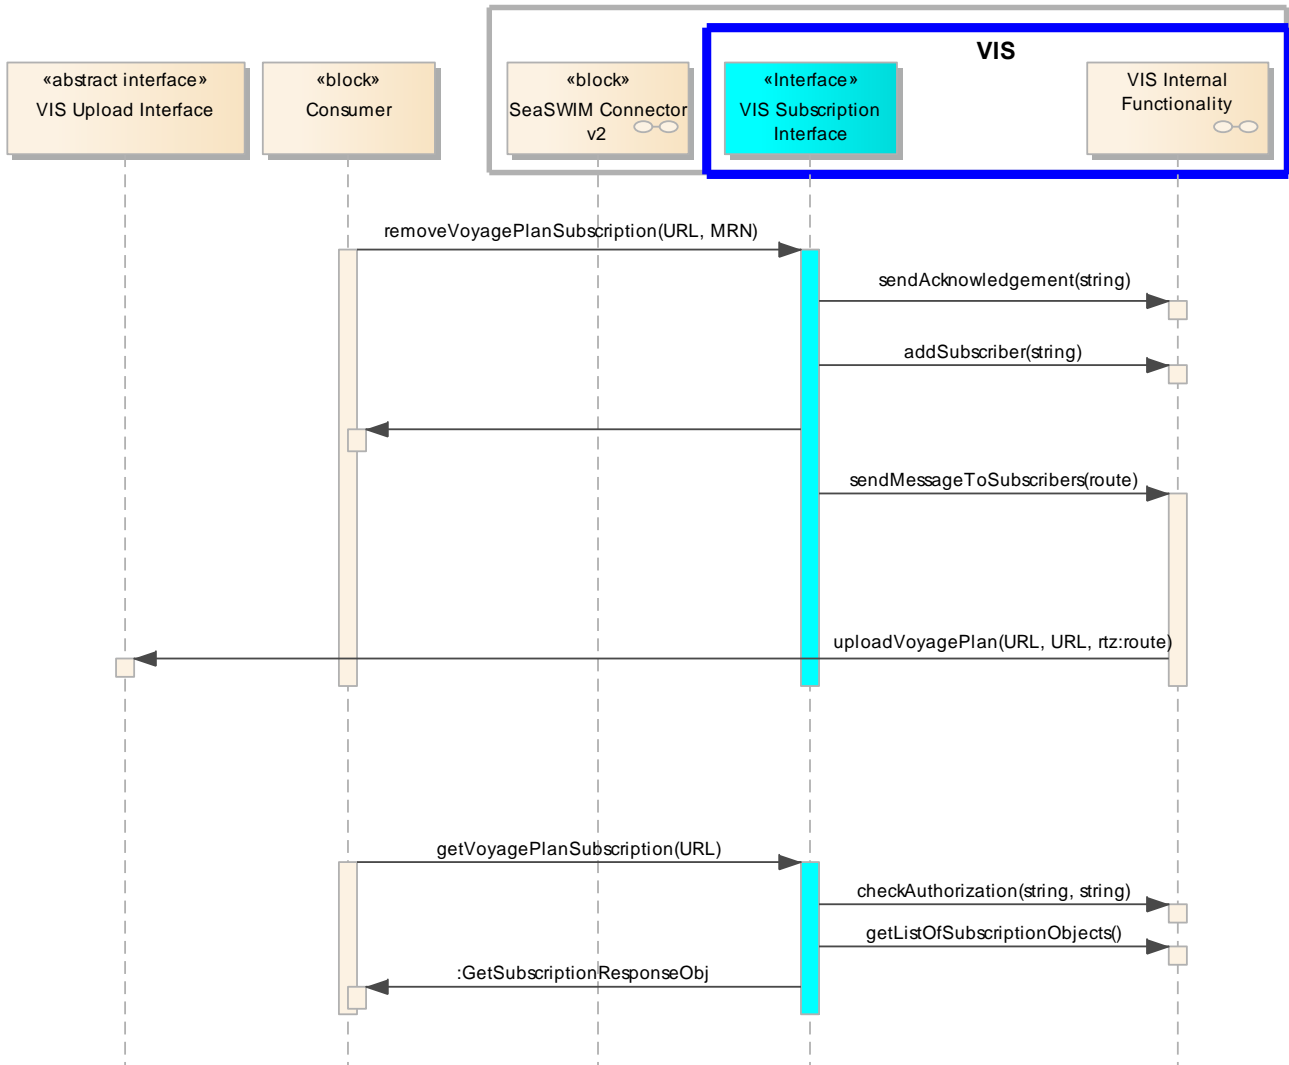 VIS
«abstract interface»
VIS Upload Interface
«block»
Consumer
«block»
SeaSWIM Connector
v2
«Interface»
VIS Subscription
Interface
VIS Internal
Functionality
removeVoyagePlanSubscription(URL, MRN)
sendAcknowledgement(string)
addSubscriber(string)
sendMessageToSubscribers(route)
uploadVoyagePlan(URL, URL, rtz:route)
getVoyagePlanSubscription(URL)
checkAuthorization(string, string)
getListOfSubscriptionObjects()
:GetSubscriptionResponseObj